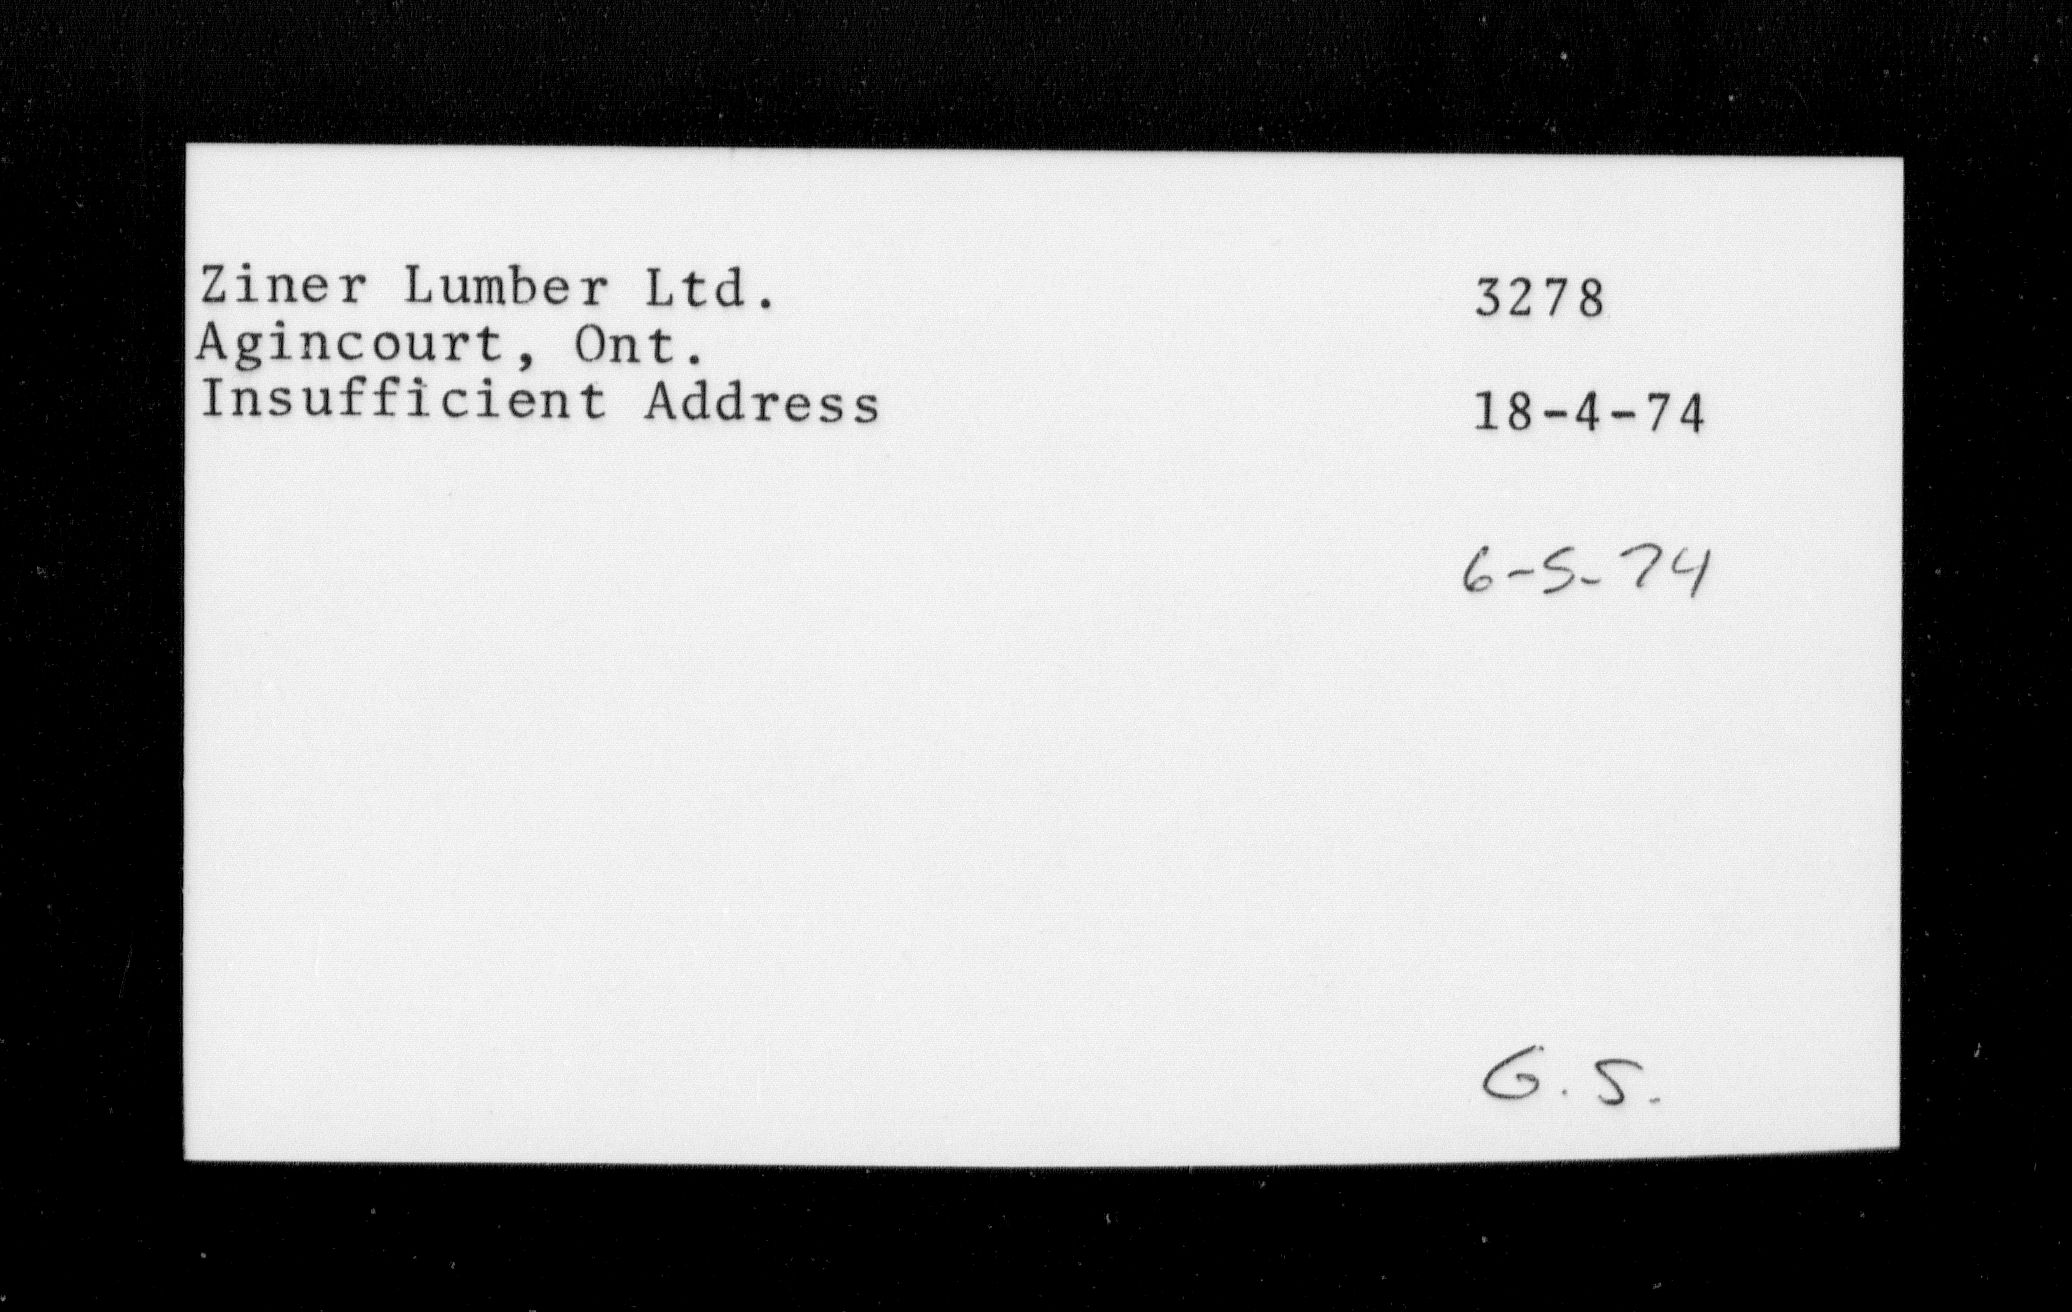 Ziner Lumber Ltd. 3278
Agincourt, Ont.
Insufficient Address 18-4-74
6-5-74
G.S.